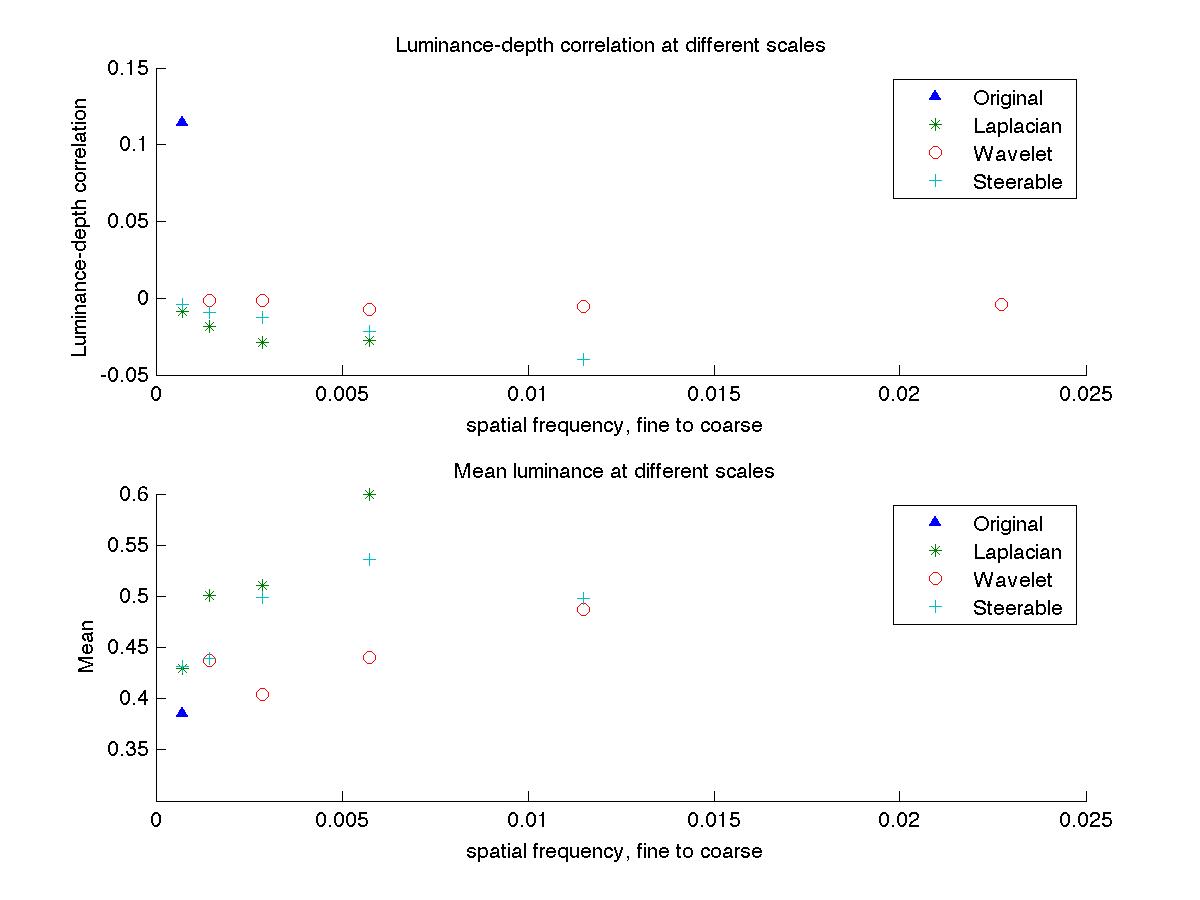 Luminance-depth correlation at different scales
0.15
0.1
0.05
0
-0.05
Luminance-depth correlation
Original
Laplacian
Wavelet
Steerable
0 0.005 0.01 0.015 0.02 0.025
spatial frequency, fine to coarse
Mean luminance at different scales
0.6
0.55
0.5
0.45
0.4
0.35
Mean
Original
Laplacian
Wavelet
Steerable
0 0.005 0.01 0.015 0.02 0.025
spatial frequency, fine to coarse